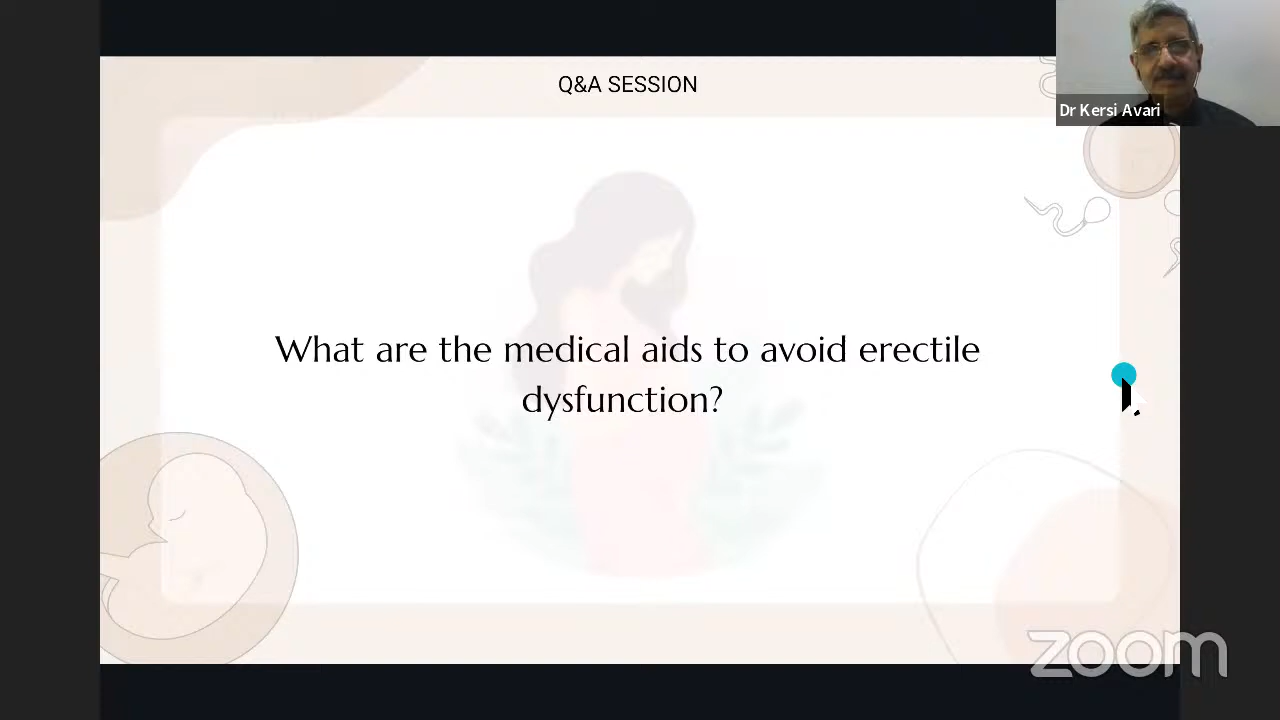 Q&A SESSION
Dr Kersi Avari
What are the medical aids to avoid erectile
dysfunction?
zoom